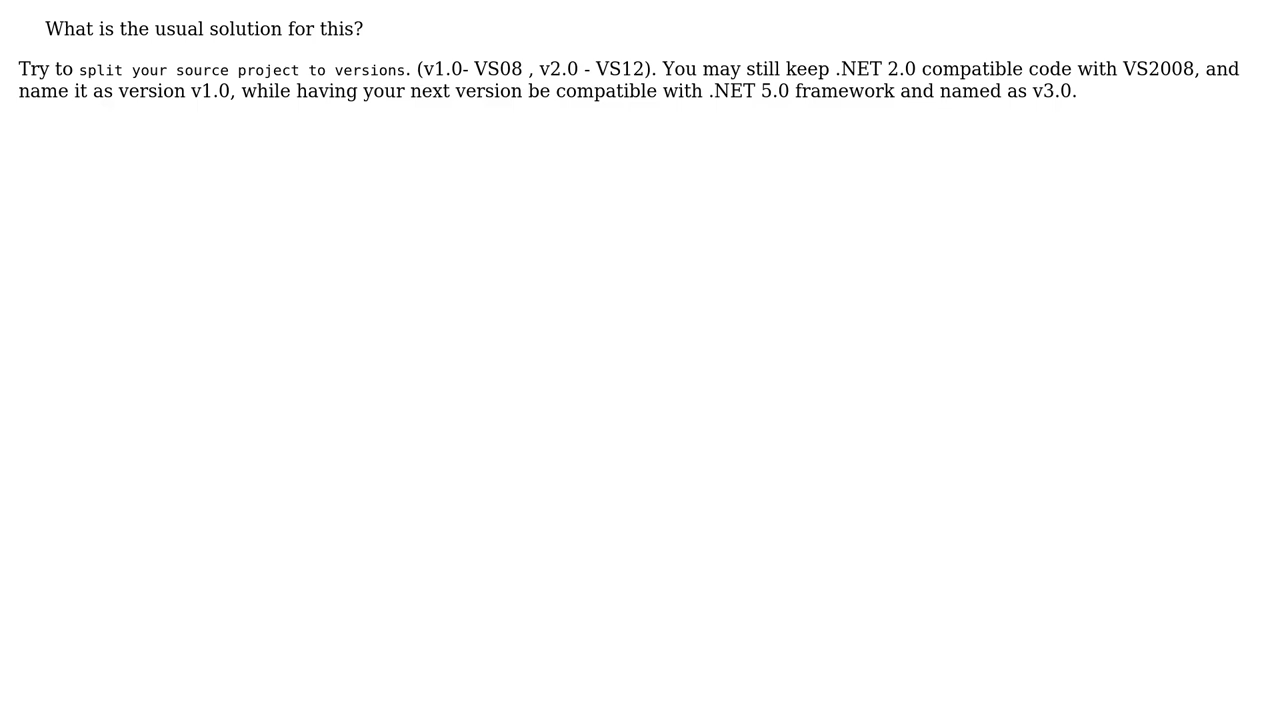 What is the usual solution for this?
Try to split your source project to versions. (v1.0- VS08 , v2.0 - VS12). You may still keep .NET 2.0 compatible code with VS2008, and
name it as version v1.0, while having your next version be compatible with .NET 5.0 framework and named as v3.0.